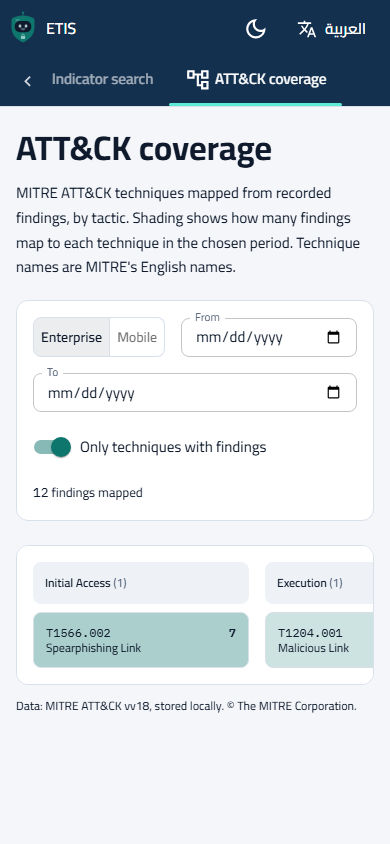 ETIS
العربية
Indicator search
ATT&CK coverage
ATT&CK coverage
MITRE ATT&CK techniques mapped from recorded
findings, by tactic. Shading shows how many findings
map to each technique in the chosen period. Technique
names are MITRE's English names.
Enterprise
Mobile
From
mm/dd/yyyy
To
mm/dd/yyyy
Only techniques with findings
12 findings mapped
Initial Access (1)
Execution (1)
T1566.002 7
Spearphishing Link
T1204.001
Malicious Link
Data: MITRE ATT&CK vv18, stored locally. © The MITRE Corporation.